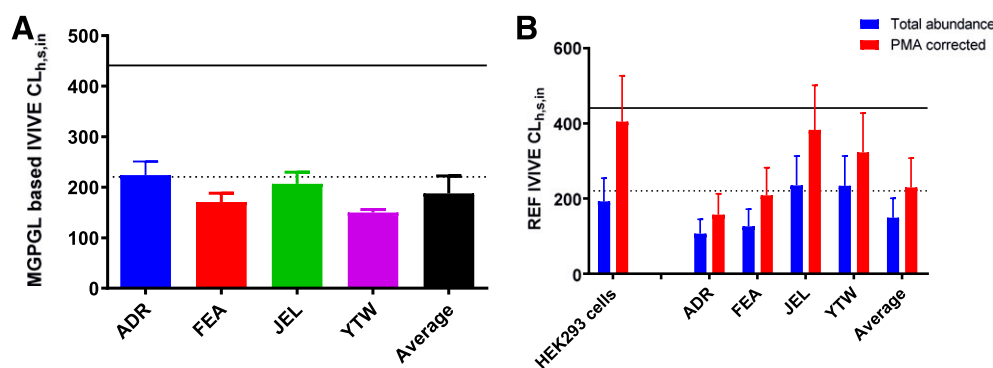 A
MGPGL based IVIVE CLh,s,in
500
400
300
200
100
0
ADR
FEA
JEL
YTW
Average
B
Total abundance
PMA corrected
REF IVIVE CLh,s,in
600
400
200
0
HEK293 cells
ADR
FEA
JEL
YTW
Average